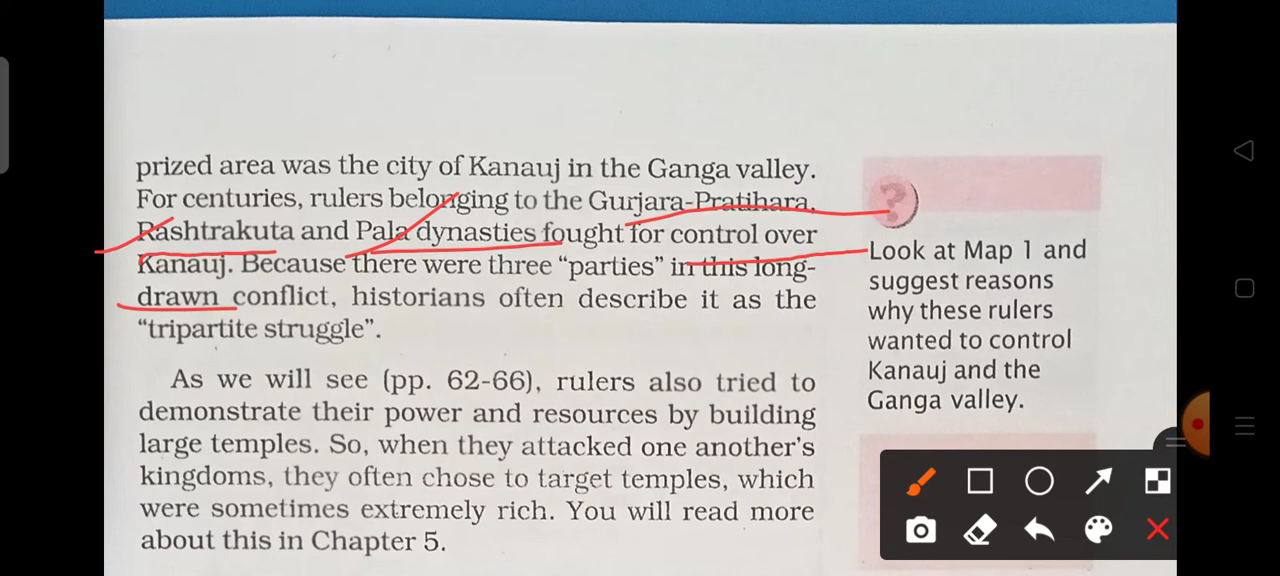 prized area was the city of Kanauj in the Ganga valley.
For centuries, rulers belonging to the Gurjara-Pratihara,
Rashtrakuta and Pala dynasties fought for control over
Kanauj. Because there were three “parties” in this long-
drawn conflict, historians often describe it as the
“tripartite struggle”.
As we will see (pp. 62-66), rulers also tried to
demonstrate their power and resources by building
large temples. So, when they attacked one another’s
kingdoms, they often chose to target temples, which
were sometimes extremely rich. You will read more
about this in Chapter 5.
?
Look at Map 1 and
suggest reasons
why these rulers
wanted to control
Kanauj and the
Ganga valley.